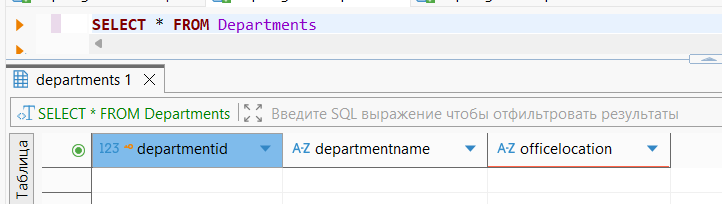 SELECT * FROM Departments
departments 1
SELECT * FROM Departments Введите SQL выражение чтобы отфильтровать результаты
Таблица
123 departmentid A-Z departmentname A-Z officelocation